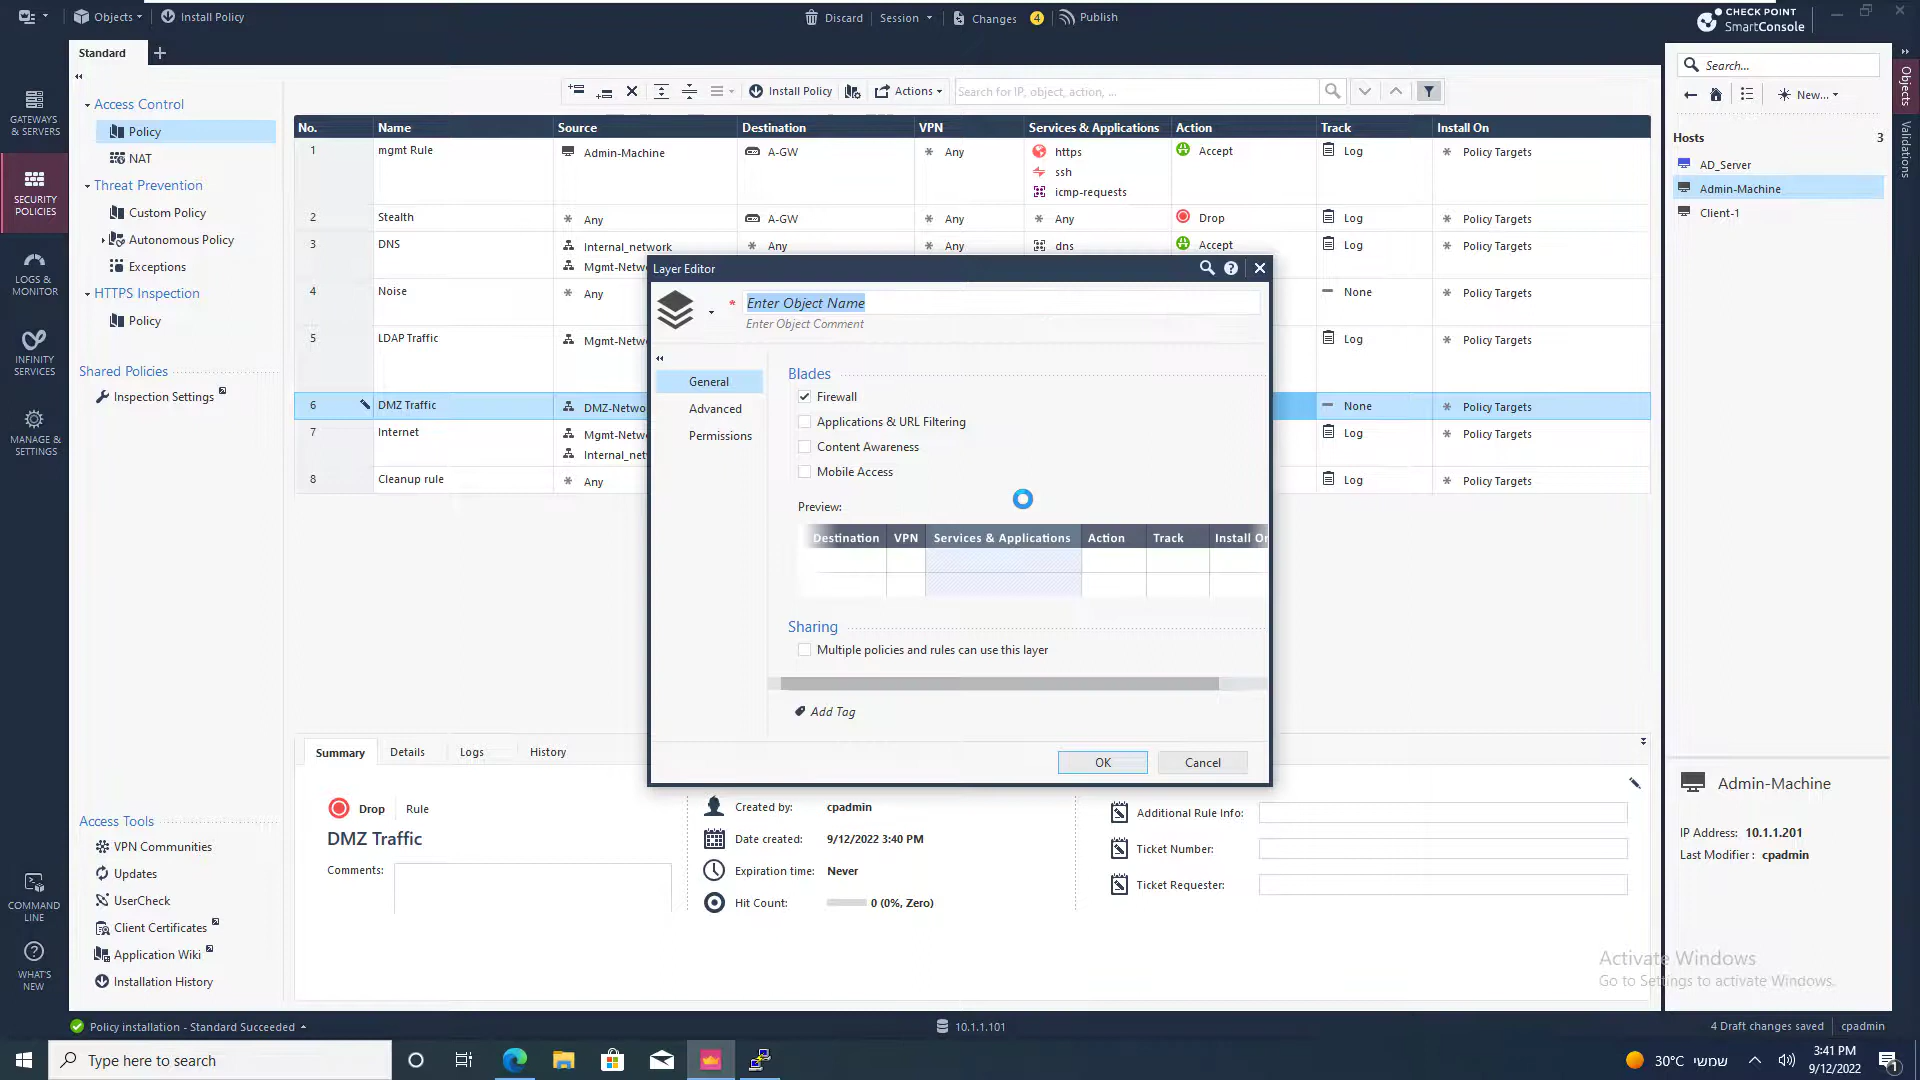 Objects
Install Policy
Discard
Session
Changes
4
Publish
CHECK POINT
SmartConsole
Standard
Access Control
Policy
NAT
Threat Prevention
Custom Policy
Autonomous Policy
Exceptions
HTTPS Inspection
Policy
Shared Policies
Inspection Settings
Access Tools
VPN Communities
Updates
UserCheck
Client Certificates
Application Wiki
Installation History
GATEWAYS
& SERVERS
SECURITY
POLICIES
LOGS &
MONITOR
INFINITY
SERVICES
MANAGE &
SETTINGS
COMMAND
LINE
WHAT'S
NEW
Install Policy
Actions
Search for IP, object, action, ...
No. Name Source Destination VPN Services & Applications Action Track Install On
1 mgmt Rule Admin-Machine A-GW Any https Accept Log Policy Targets
ssh
icmp-requests
2 Stealth Any A-GW Any Any Drop Log Policy Targets
3 DNS Internal_network Any Any dns Accept Log Policy Targets
4 Noise Any None Policy Targets
5 LDAP Traffic Log Policy Targets
6 DMZ Traffic None Policy Targets
7 Internet Log Policy Targets
8 Cleanup rule Any Log Policy Targets
Layer Editor
* Enter Object Name
Enter Object Comment
General
Advanced
Permissions
Blades
Firewall
Applications & URL Filtering
Content Awareness
Mobile Access
Preview:
Destination VPN Services & Applications Action Track Install On
Sharing
Multiple policies and rules can use this layer
Add Tag
OK
Cancel
Summary
Details
Logs
History
Drop
Rule
DMZ Traffic
Comments:
Created by: cpadmin
Date created: 9/12/2022 3:40 PM
Expiration time: Never
Hit Count: 0 (0%, Zero)
Additional Rule Info:
Ticket Number:
Ticket Requester:
Search...
New...
Hosts 3
AD_Server
Admin-Machine
Client-1
Objects
Validations
Admin-Machine
IP Address: 10.1.1.201
Last Modifier : cpadmin
Activate Windows
Go to Settings to activate Windows.
Policy installation - Standard Succeeded
10.1.1.101
4 Draft changes saved
cpadmin
Type here to search
30°C שמשי
3:41 PM
9/12/2022
1